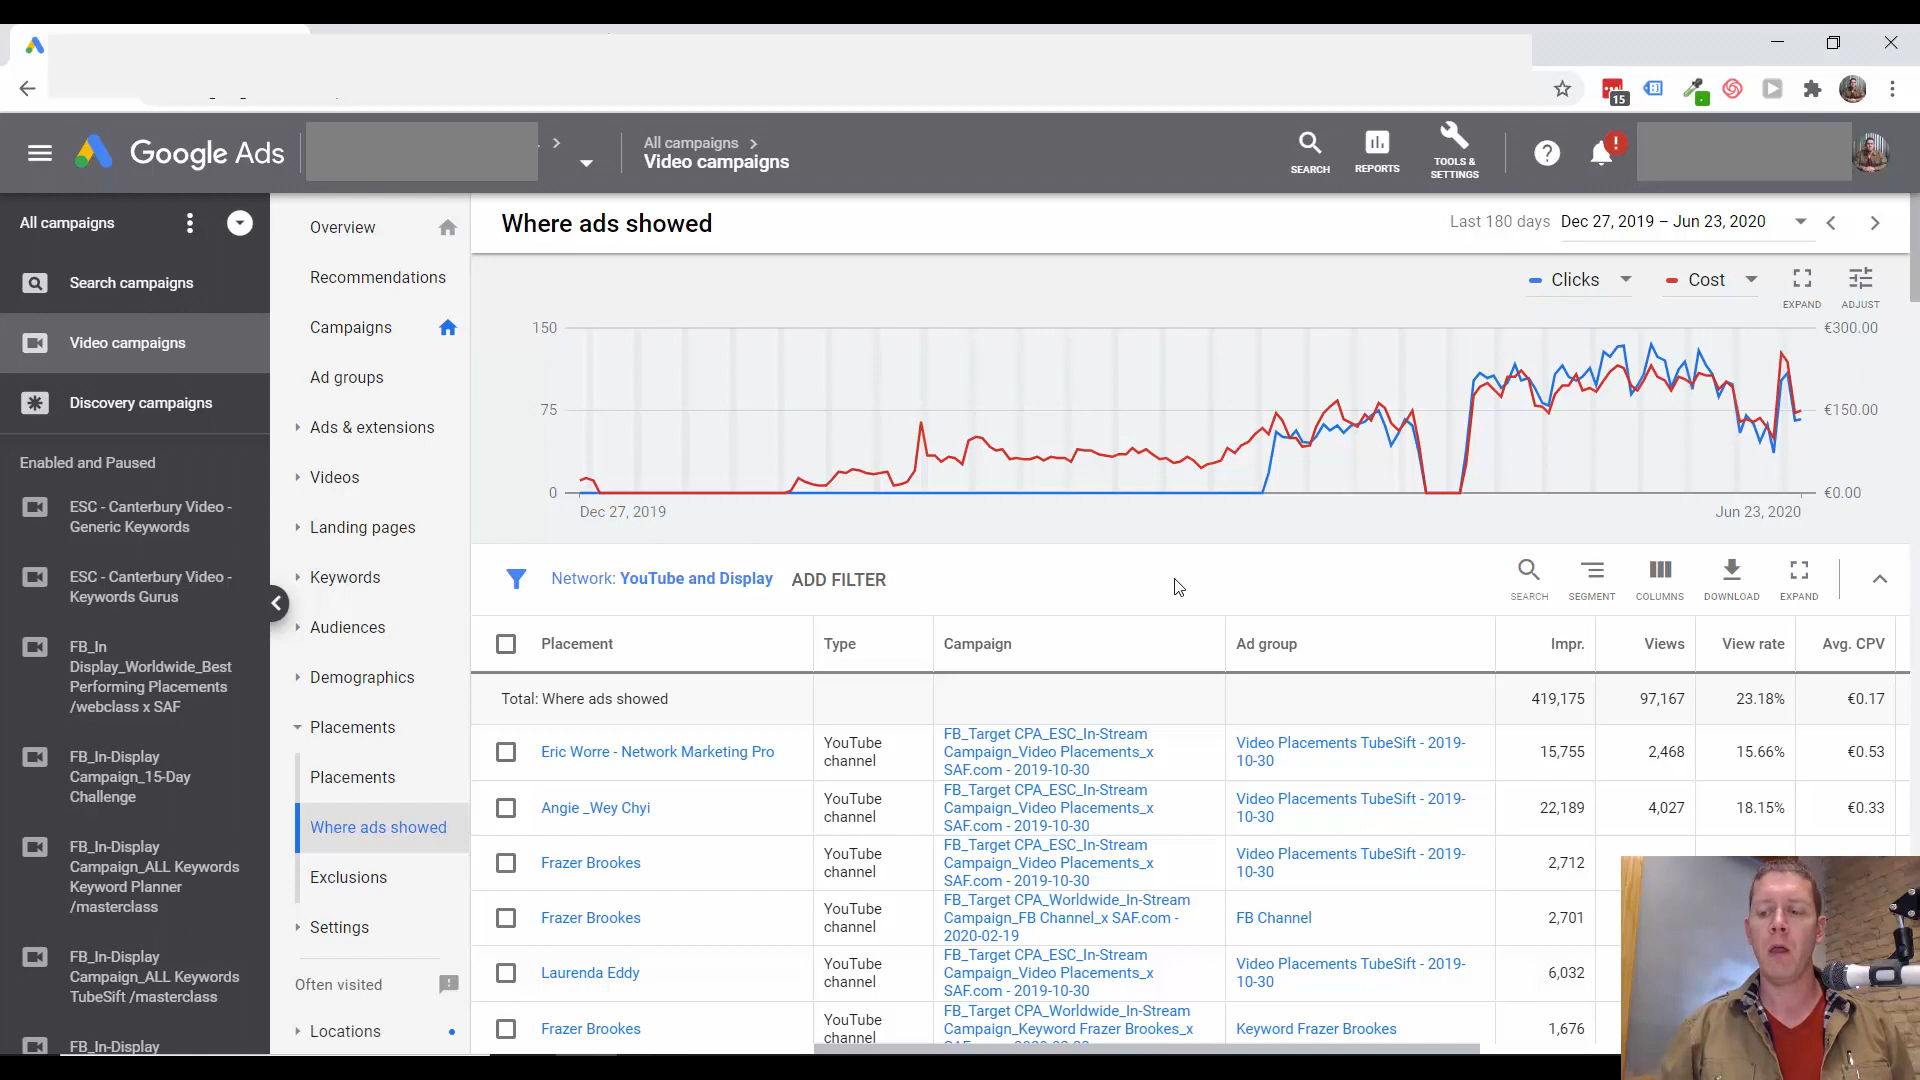 15
Google Ads
All campaigns
Video campaigns
SEARCH
REPORTS
TOOLS &
SETTINGS
!
All campaigns
Search campaigns
Video campaigns
Discovery campaigns
Enabled and Paused
ESC - Canterbury Video -
Generic Keywords
ESC - Canterbury Video -
Keywords Gurus
FB_In
Display_Worldwide_Best
Performing Placements
/webclass x SAF
FB_In-Display
Campaign_15-Day
Challenge
FB_In-Display
Campaign_ALL Keywords
Keyword Planner
/masterclass
FB_In-Display
Campaign_ALL Keywords
TubeSift /masterclass
FB_In-Display
Overview
Recommendations
Campaigns
Ad groups
Ads & extensions
Videos
Landing pages
Keywords
Audiences
Demographics
Placements
Placements
Where ads showed
Exclusions
Settings
Often visited
Locations
Where ads showed
Last 180 days Dec 27, 2019 – Jun 23, 2020
Clicks
Cost
EXPAND
ADJUST
150
75
0
€300.00
€150.00
€0.00
Dec 27, 2019
Jun 23, 2020
Network: YouTube and Display
ADD FILTER
SEARCH
SEGMENT
COLUMNS
DOWNLOAD
EXPAND
Placement Type Campaign Ad group Impr. Views View rate Avg. CPV
Total: Where ads showed 419,175 97,167 23.18% €0.17
Eric Worre - Network Marketing Pro
YouTube
channel
FB_Target CPA_ESC_In-Stream
Campaign_Video Placements_x
SAF.com - 2019-10-30
Video Placements TubeSift - 2019-
10-30
15,755 2,468 15.66% €0.53
Angie _Wey Chyi
YouTube
channel
FB_Target CPA_ESC_In-Stream
Campaign_Video Placements_x
SAF.com - 2019-10-30
Video Placements TubeSift - 2019-
10-30
22,189 4,027 18.15% €0.33
Frazer Brookes
YouTube
channel
FB_Target CPA_ESC_In-Stream
Campaign_Video Placements_x
SAF.com - 2019-10-30
Video Placements TubeSift - 2019-
10-30
2,712
Frazer Brookes
YouTube
channel
FB_Target CPA_Worldwide_In-Stream
Campaign_FB Channel_x SAF.com -
2020-02-19
FB Channel
2,701
Laurenda Eddy
YouTube
channel
FB_Target CPA_ESC_In-Stream
Campaign_Video Placements_x
SAF.com - 2019-10-30
Video Placements TubeSift - 2019-
10-30
6,032
Frazer Brookes
YouTube
channel
FB_Target CPA_Worldwide_In-Stream
Campaign_Keyword Frazer Brookes_x
Keyword Frazer Brookes
1,676